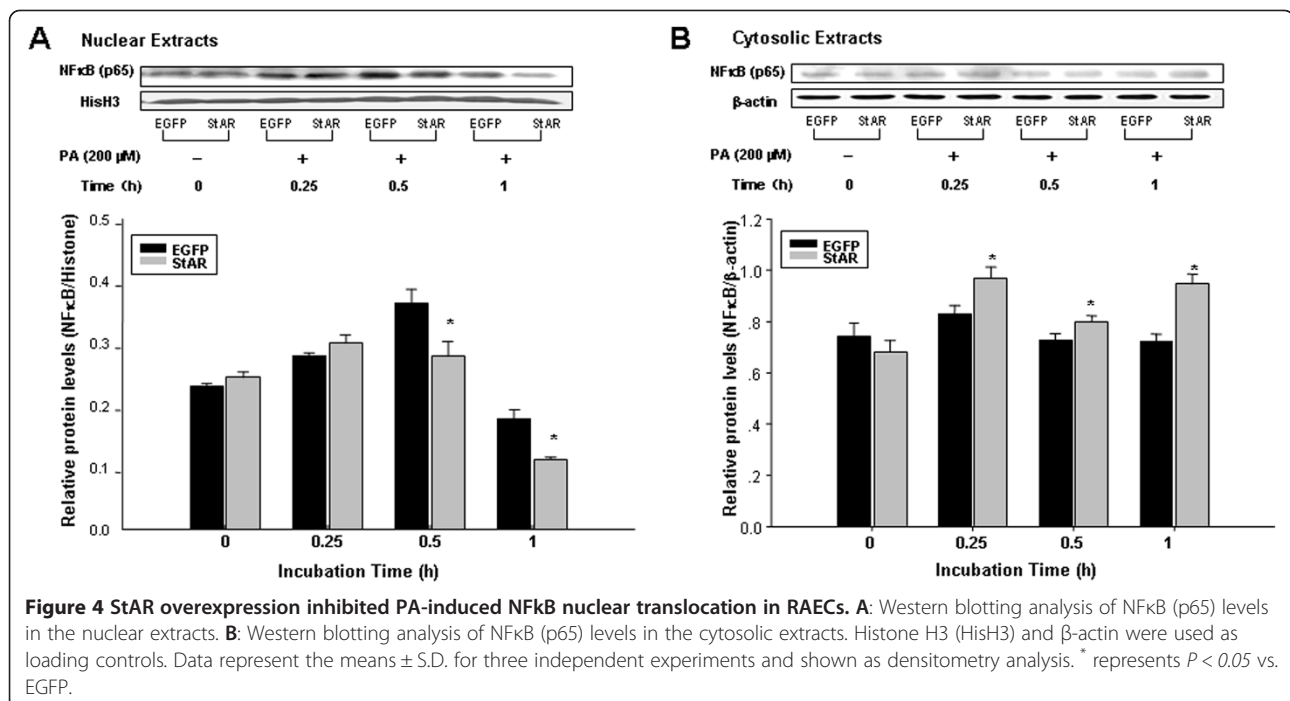 A Nuclear Extracts
NFκB (p65)
HisH3
EGFP StAR EGFP StAR EGFP StAR EGFP StAR
PA (200 µM) – + + +
Time (h) 0 0.25 0.5 1
Relative protein levels (NFκB/Histone)
0.5
0.4
0.3
0.2
0.1
0.0
EGFP
StAR
*
*
0 0.25 0.5 1
Incubation Time (h)
B Cytosolic Extracts
NFκB (p65)
β-actin
EGFP StAR EGFP StAR EGFP StAR EGFP StAR
PA (200 µM) – + + +
Time (h) 0 0.25 0.5 1
Relative protein lvels (NFκB/β-actin)
1.2
1.0
.8
.6
.4
.2
0.0
EGFP
StAR
*
*
*
0 0.25 0.5 1
Incubation Time (h)
Figure 4 StAR overexpression inhibited PA-induced NFkB nuclear translocation in RAECs. A: Western blotting analysis of NFκB (p65) levels
in the nuclear extracts. B: Western blotting analysis of NFκB (p65) levels in the cytosolic extracts. Histone H3 (HisH3) and β-actin were used as
loading controls. Data represent the means ± S.D. for three independent experiments and shown as densitometry analysis. * represents P < 0.05 vs.
EGFP.